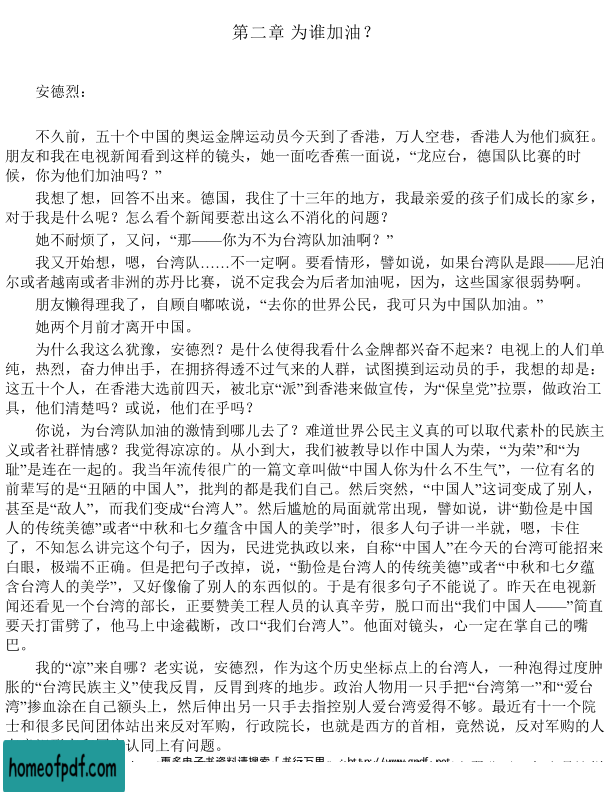 第二章 为谁加油？
安德烈：
不久前，五十个中国的奥运金牌运动员今天到了香港，万人空巷，香港人为他们疯狂。
朋友和我在电视新闻看到这样的镜头，她一面吃香蕉一面说，“龙应台，德国队比赛的时
候，你为他们加油吗？”
我想了想，回答不出来。德国，我住了十三年的地方，我最亲爱的孩子们成长的家乡，
对于我是什么呢？怎么看个新闻要惹出这么不消化的问题？
她不耐烦了，又问，“那——你为不为台湾队加油啊？”
我又开始想，嗯，台湾队……不一定啊。要看情形，譬如说，如果台湾队是跟——尼泊
尔或者越南或者非洲的苏丹比赛，说不定我会为后者加油呢，因为，这些国家很弱势啊。
朋友懒得理我了，自顾自嘟哝说，“去你的世界公民，我可只为中国队加油。”
她两个月前才离开中国。
为什么我这么犹豫，安德烈？是什么使得我看什么金牌都兴奋不起来？电视上的人们单
纯，热烈，奋力伸出手，在拥挤得透不过气来的人群，试图摸到运动员的手，我想的却是：
这五十个人，在香港大选前四天，被北京“派”到香港来做宣传，为“保皇党”拉票，做政治工
具，他们清楚吗？或说，他们在乎吗？
你说，为台湾队加油的激情到哪儿去了？难道世界公民主义真的可以取代素朴的民族主
义或者社群情感？我觉得凉凉的。从小到大，我们被教导以作中国人为荣，“为荣”和“为
耻”是连在一起的。我当年流传很广的一篇文章叫做“中国人你为什么不生气”，一位有名的
前辈写的是“丑陋的中国人”，批判的都是我们自己。然后突然，“中国人”这词变成了别人，
甚至是“敌人”，而我们变成“台湾人”。然后尴尬的局面就常出现，譬如说，讲“勤俭是中国
人的传统美德”或者“中秋和七夕蕴含中国人的美学”时，很多人句子讲一半就，嗯，卡住
了，不知怎么讲完这个句子，因为，民进党执政以来，自称“中国人”在今天的台湾可能招来
白眼，极端不正确。但是把句子改掉，说，“勤俭是台湾人的传统美德”或者“中秋和七夕蕴
含台湾人的美学”，又好像偷了别人的东西似的。于是有很多句子不能说了。昨天在电视新
闻还看见一个台湾的部长，正要赞美工程人员的认真辛劳，脱口而出“我们中国人——”简直
要天打雷劈了，他马上中途截断，改口“我们台湾人”。他面对镜头，心一定在掌自己的嘴
巴。
我的“凉”来自哪？老实说，安德烈，作为这个历史坐标点上的台湾人，一种泡得过度肿
胀的“台湾民族主义”使我反胃，反胃到疼的地步。政治人物用一只手把“台湾第一”和“爱台
湾”掺血涂在自己额头上，然后伸出另一只手去指控别人爱台湾爱得不够。最近有十一个院
士和很多民间团体站出来反对军购，行政院长，也就是西方的首相，竟然说，反对军购的人
认同上有问题。
homeofpdf.com